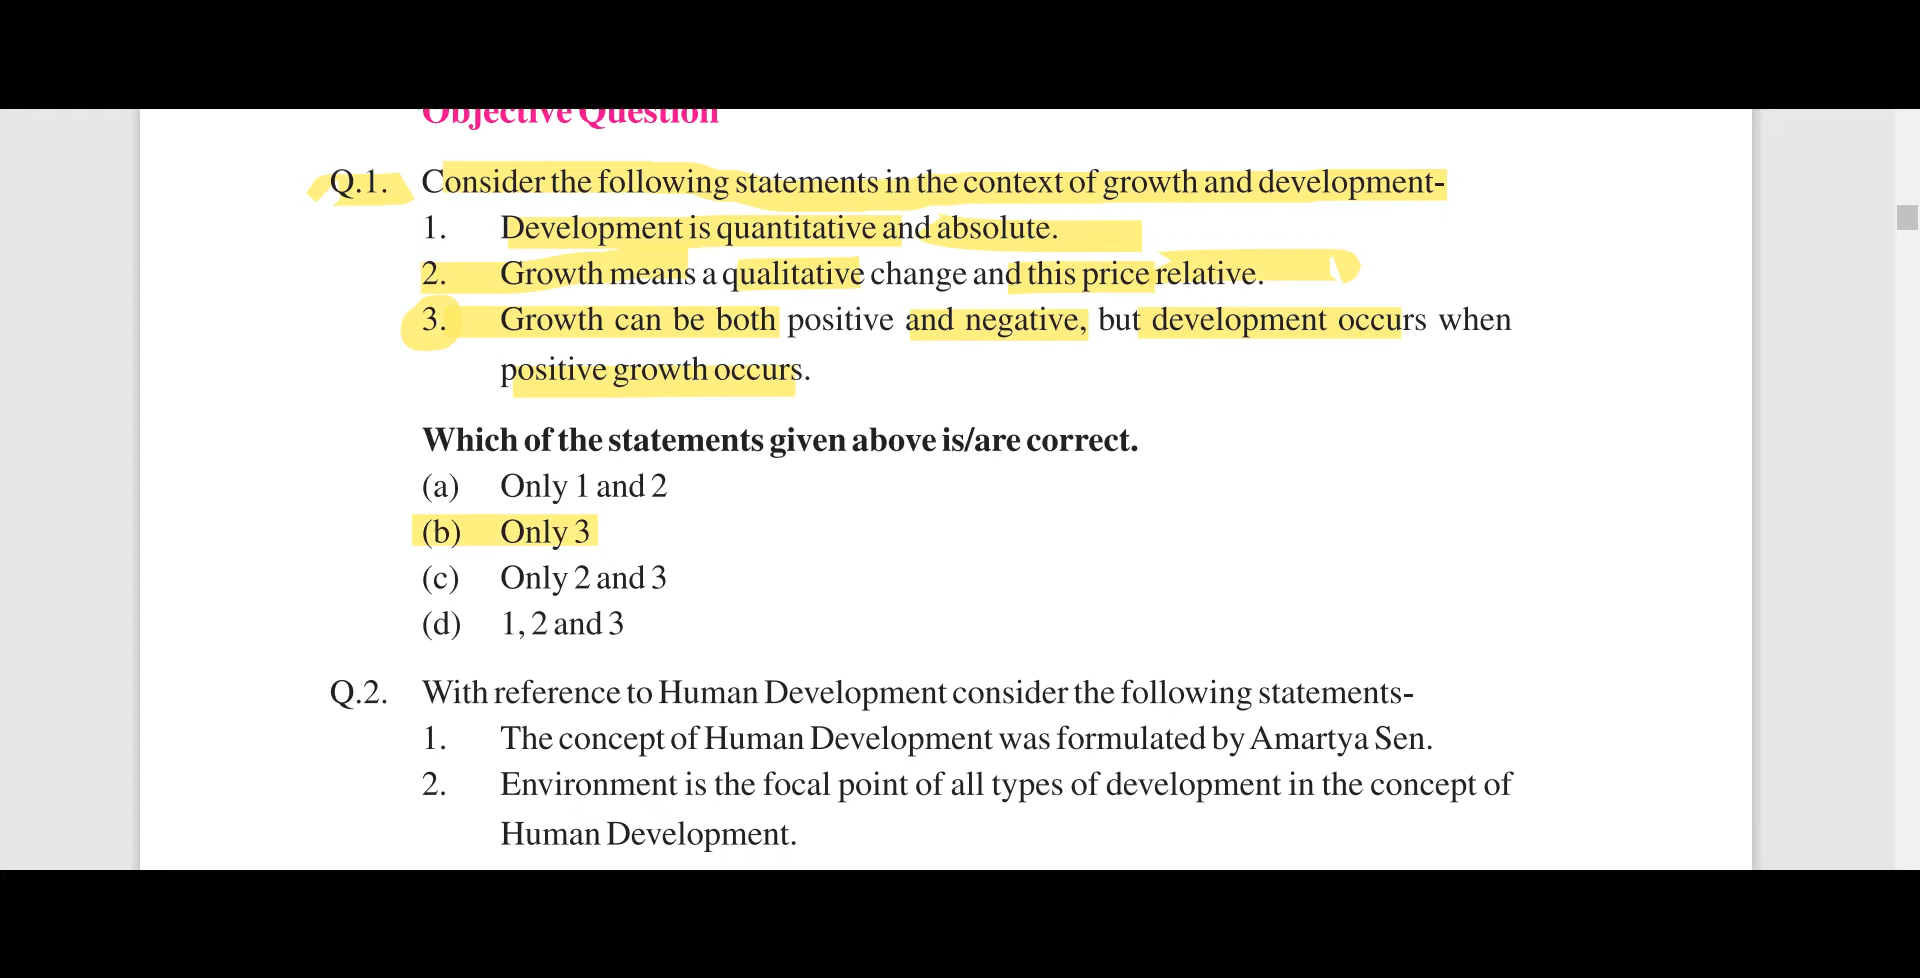 Objective Question
Q.1. Consider the following statements in the context of growth and development-
1. Development is quantitative and absolute.
2. Growth means a qualitative change and this price relative.
3. Growth can be both positive and negative, but development occurs when
positive growth occurs.
Which of the statements given above is/are correct.
(a) Only 1 and 2
(b) Only 3
(c) Only 2 and 3
(d) 1, 2 and 3
Q.2. With reference to Human Development consider the following statements-
1. The concept of Human Development was formulated by Amartya Sen.
2. Environment is the focal point of all types of development in the concept of
Human Development.